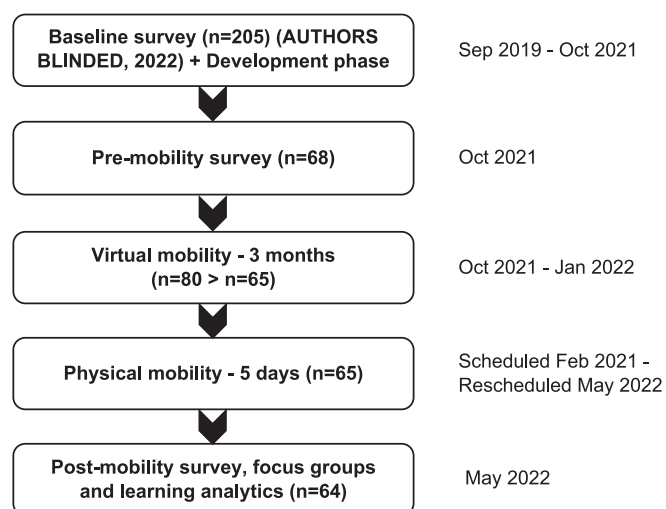 Baseline survey (n=205) (AUTHORS
BLINDED, 2022) + Development phase
Sep 2019 - Oct 2021
Pre-mobility survey (n=68)
Oct 2021
Virtual mobility - 3 months
(n=80 > n=65)
Oct 2021 - Jan 2022
Physical mobility - 5 days (n=65)
Scheduled Feb 2021 -
Rescheduled May 2022
Post-mobility survey, focus groups
and learning analytics (n=64)
May 2022